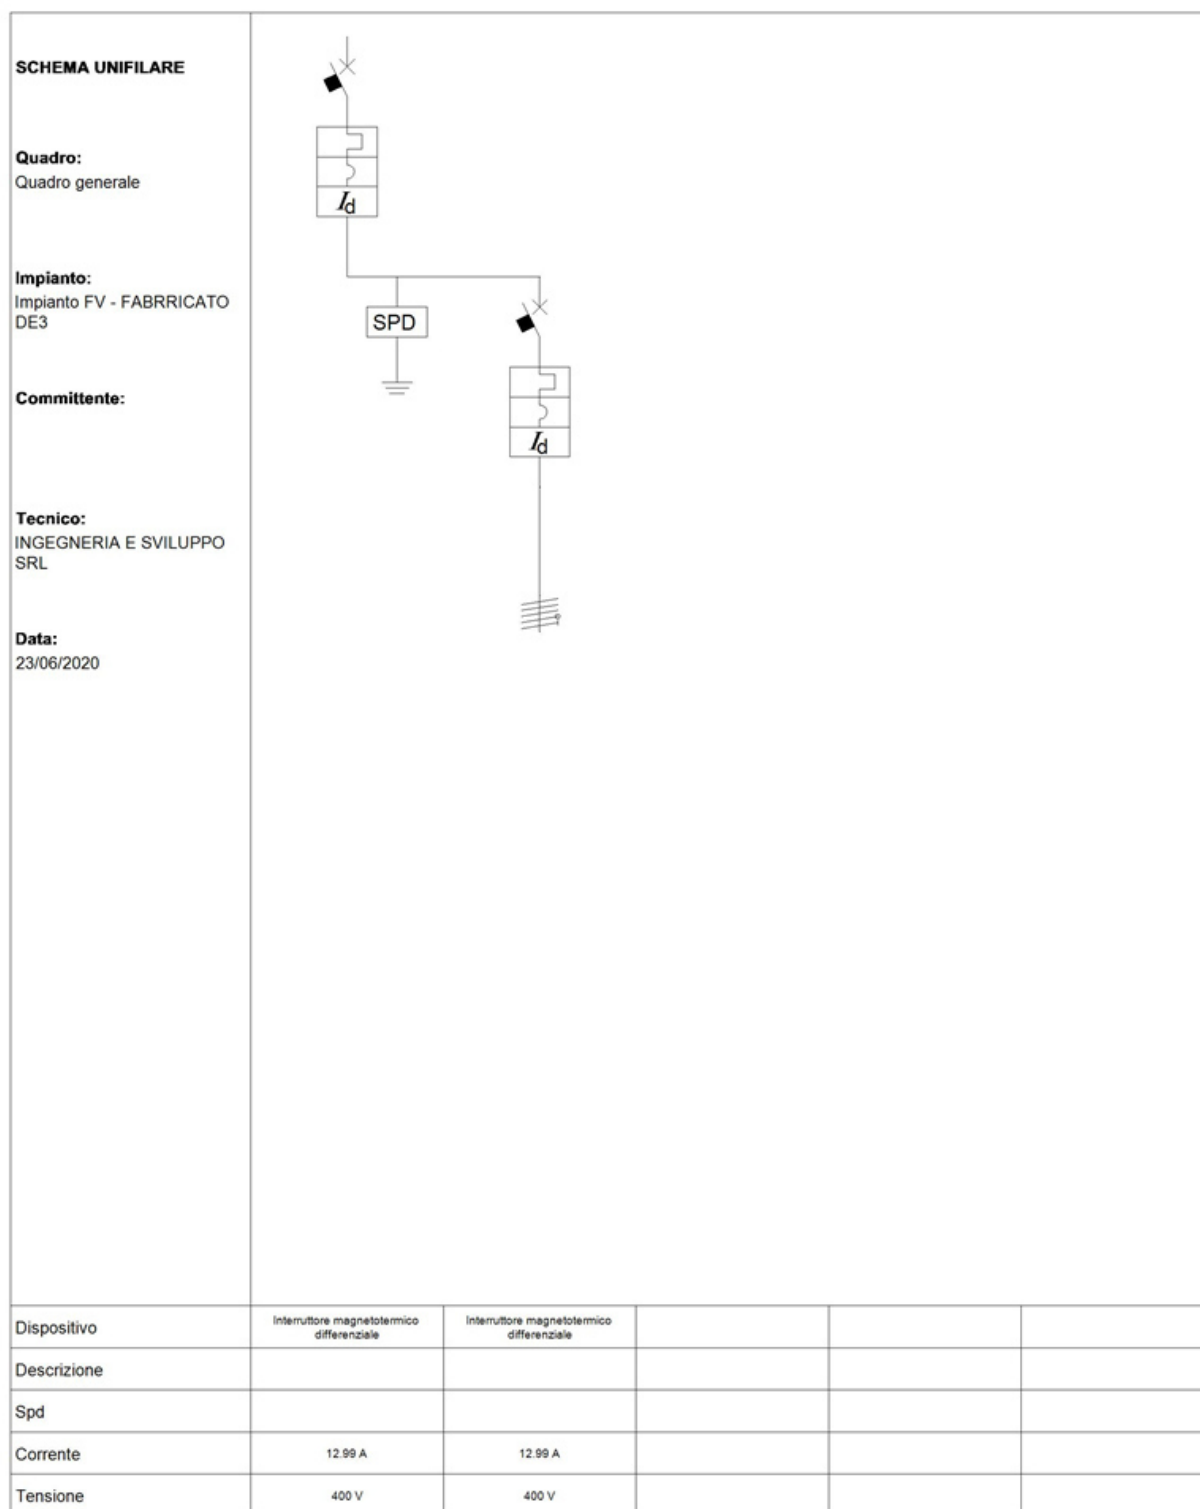 SCHEMA UNIFILARE
Quadro:
Quadro generale
Impianto:
Impianto FV - FABRRICATO
DE3
Committente:
Tecnico:
INGEGNERIA E SVILUPPO
SRL
Data:
23/06/2020
Id
SPD
Id
Dispositivo
Interruttore magnetotermico
differenziale
Interruttore magnetotermico
differenziale
Descrizione
Spd
Corrente
12.99 A
12.99 A
Tensione
400 V
400 V